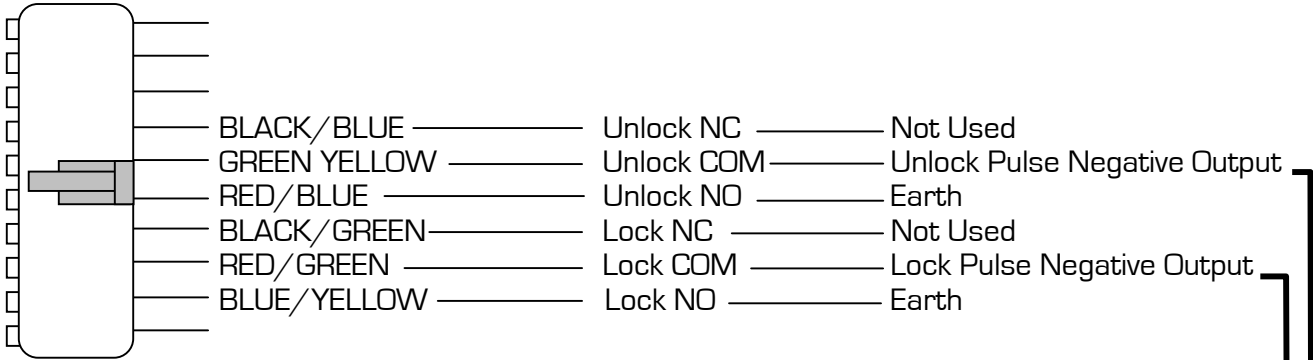 BLACK/BLUE Unlock NC Not Used
GREEN YELLOW Unlock COM Unlock Pulse Negative Output
RED/BLUE Unlock NO Earth
BLACK/GREEN Lock NC Not Used
RED/GREEN Lock COM Lock Pulse Negative Output
BLUE/YELLOW Lock NO Earth